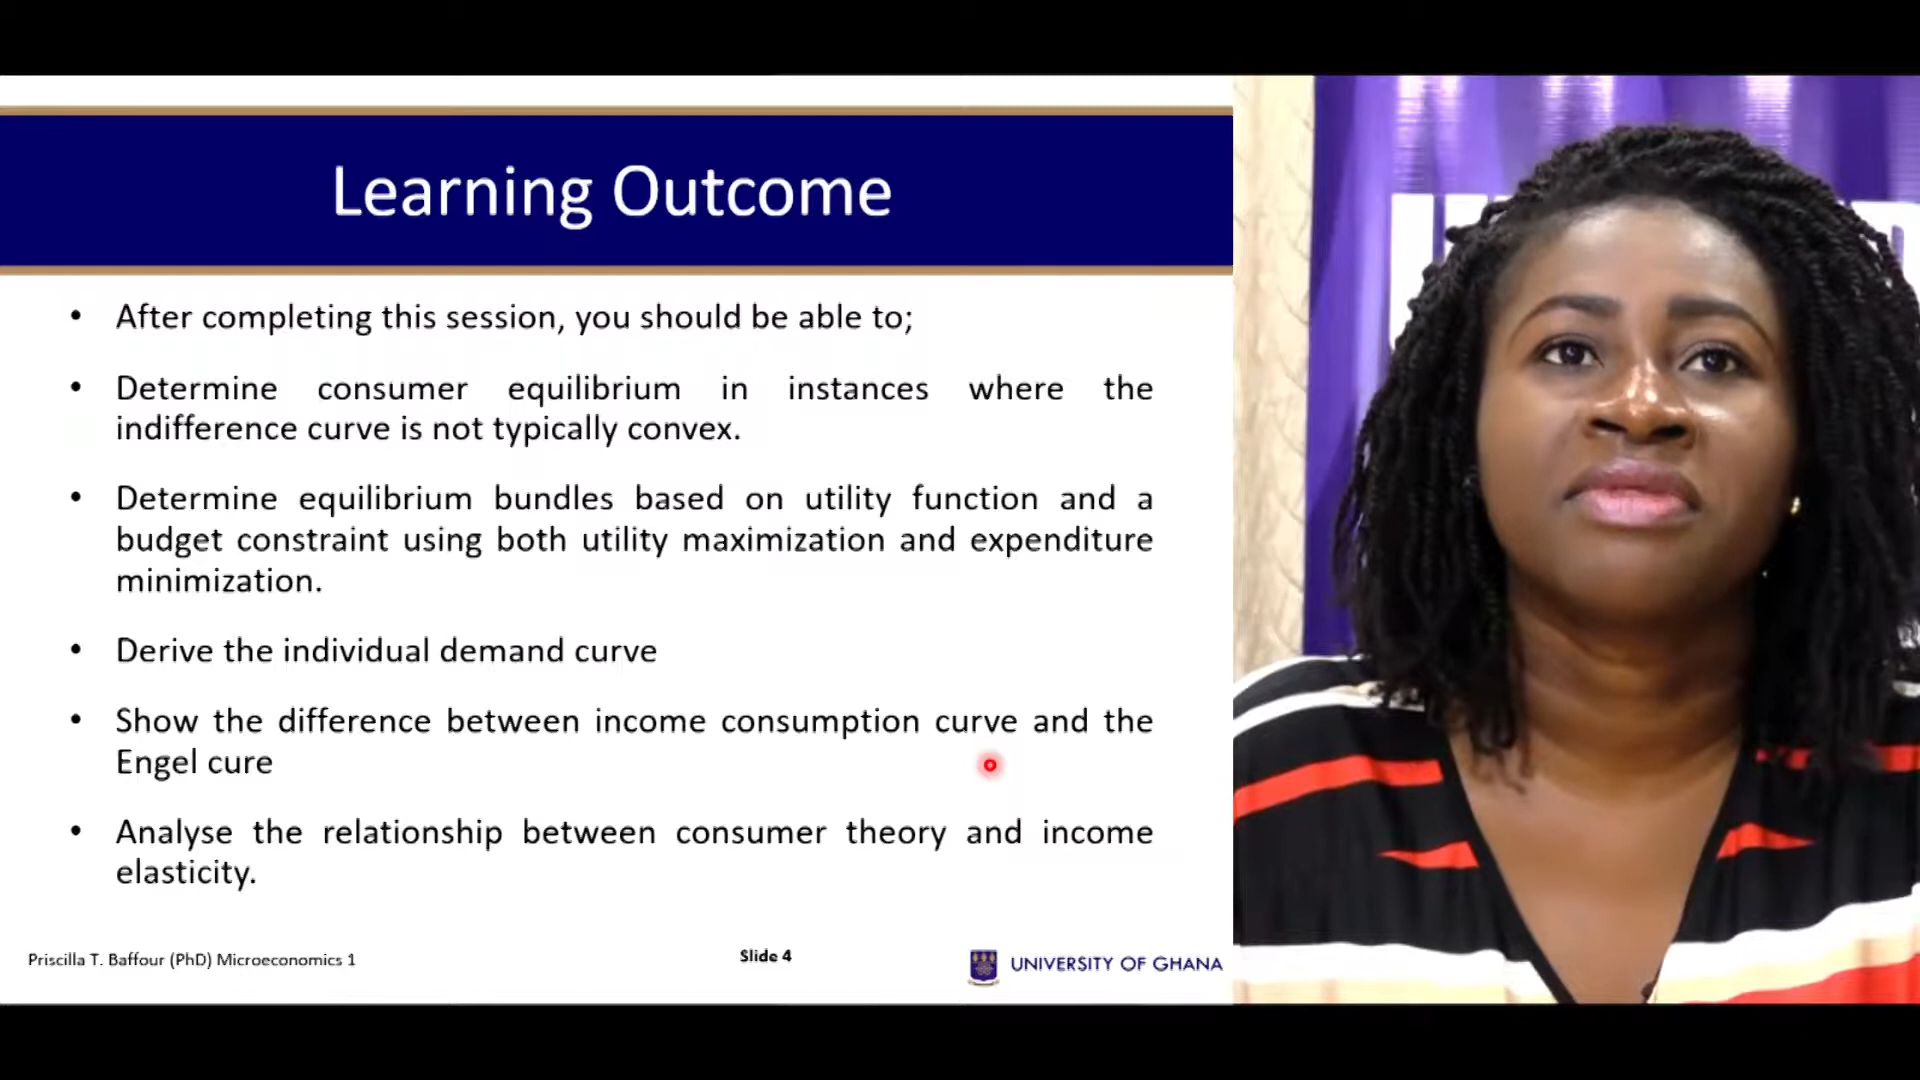 Learning Outcome
• After completing this session, you should be able to;
• Determine consumer equilibrium in instances where the
indifference curve is not typically convex.
• Determine equilibrium bundles based on utility function and a
budget constraint using both utility maximization and expenditure
minimization.
• Derive the individual demand curve
• Show the difference between income consumption curve and the
Engel cure
• Analyse the relationship between consumer theory and income
elasticity.
Priscilla T. Baffour (PhD) Microeconomics 1
Slide 4
UNIVERSITY OF GHANA